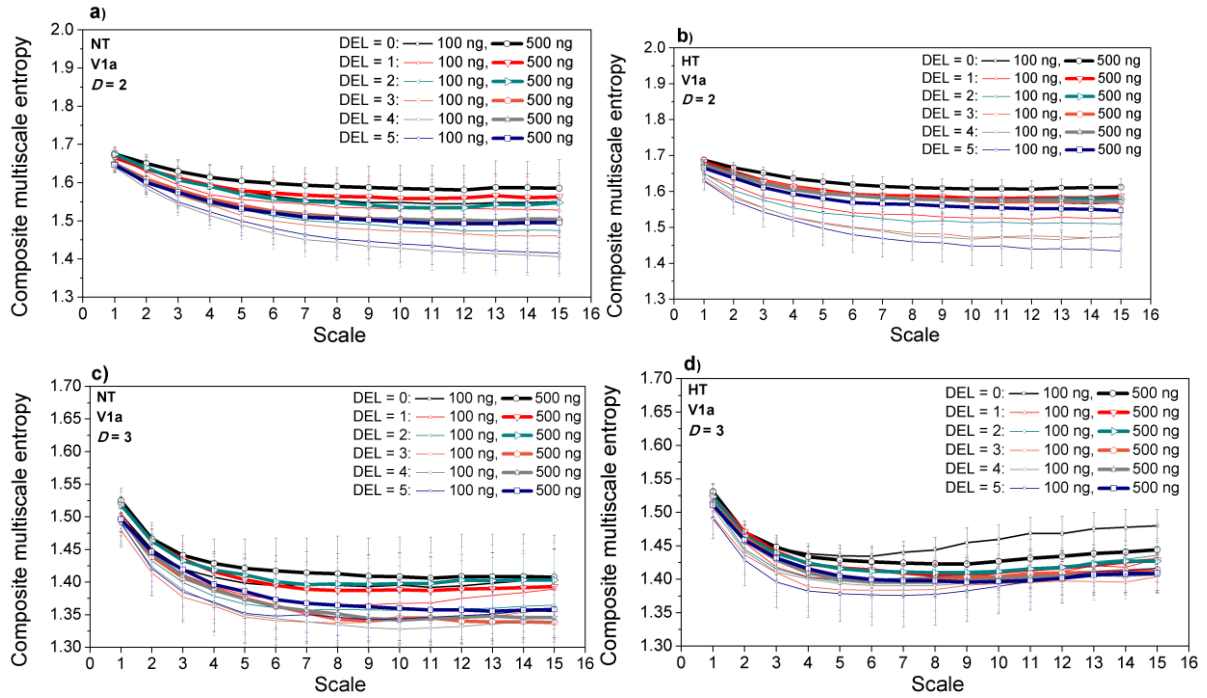 a)
NT
V1a
D = 2
DEL = 0: 100 ng, 500 ng
DEL = 1: 100 ng, 500 ng
DEL = 2: 100 ng, 500 ng
DEL = 3: 100 ng, 500 ng
DEL = 4: 100 ng, 500 ng
DEL = 5: 100 ng, 500 ng
Composite multiscale entropy
2.0
1.9
1.8
1.7
1.6
1.5
1.4
1.3
0 1 2 3 4 5 6 7 8 9 10 11 12 13 14 15 16
Scale
b)
HT
V1a
D = 2
DEL = 0: 100 ng, 500 ng
DEL = 1: 100 ng, 500 ng
DEL = 2: 100 ng, 500 ng
DEL = 3: 100 ng, 500 ng
DEL = 4: 100 ng, 500 ng
DEL = 5: 100 ng, 500 ng
Composite multiscale entropy
2.0
1.9
1.8
1.7
1.6
1.5
1.4
1.3
0 1 2 3 4 5 6 7 8 9 10 11 12 13 14 15 16
Scale
c)
NT
V1a
D = 3
DEL = 0: 100 ng, 500 ng
DEL = 1: 100 ng, 500 ng
DEL = 2: 100 ng, 500 ng
DEL = 3: 100 ng, 500 ng
DEL = 4: 100 ng, 500 ng
DEL = 5: 100 ng, 500 ng
Composite multiscale entropy
1.70
1.65
1.60
1.55
1.50
1.45
1.40
1.35
1.30
0 1 2 3 4 5 6 7 8 9 10 11 12 13 14 15 16
Scale
d)
HT
V1a
D = 3
DEL = 0: 100 ng, 500 ng
DEL = 1: 100 ng, 500 ng
DEL = 2: 100 ng, 500 ng
DEL = 3: 100 ng, 500 ng
DEL = 4: 100 ng, 500 ng
DEL = 5: 100 ng, 500 ng
Composite multiscale entropy
1.70
1.65
1.60
1.55
1.50
1.45
1.40
1.35
1.30
0 1 2 3 4 5 6 7 8 9 10 11 12 13 14 15 16
Scale